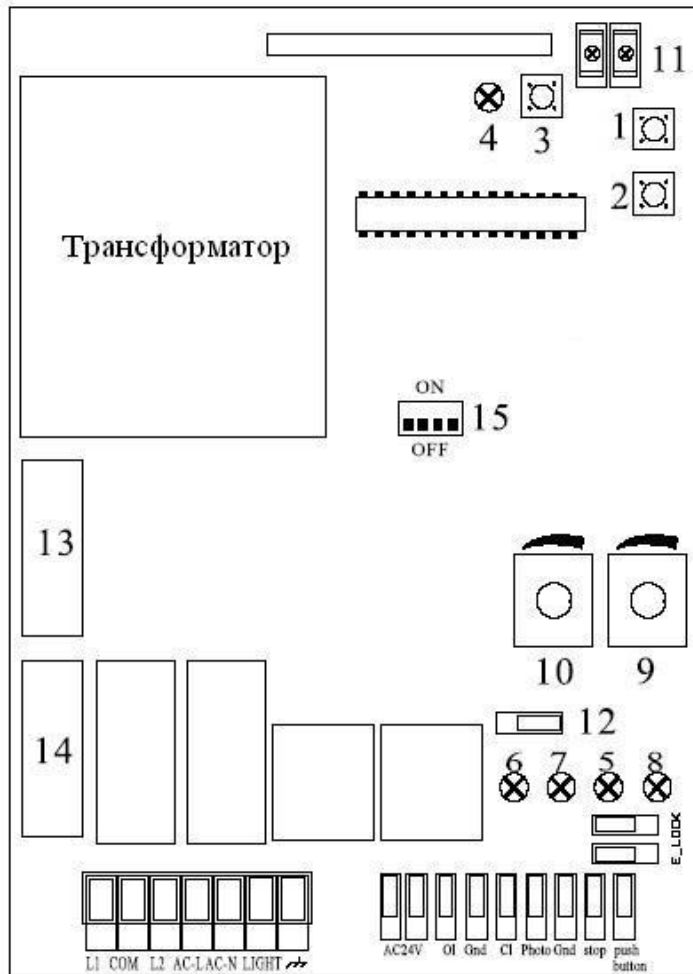 11
4
3
1
2
Трансформатор
ON
15
OFF
13
10
9
14
12
6
7
5
8
E_LOCK
L1 COM L2 AC-L AC-N LIGHT
AC24V OI Gnd CI Photo Gnd stop push button